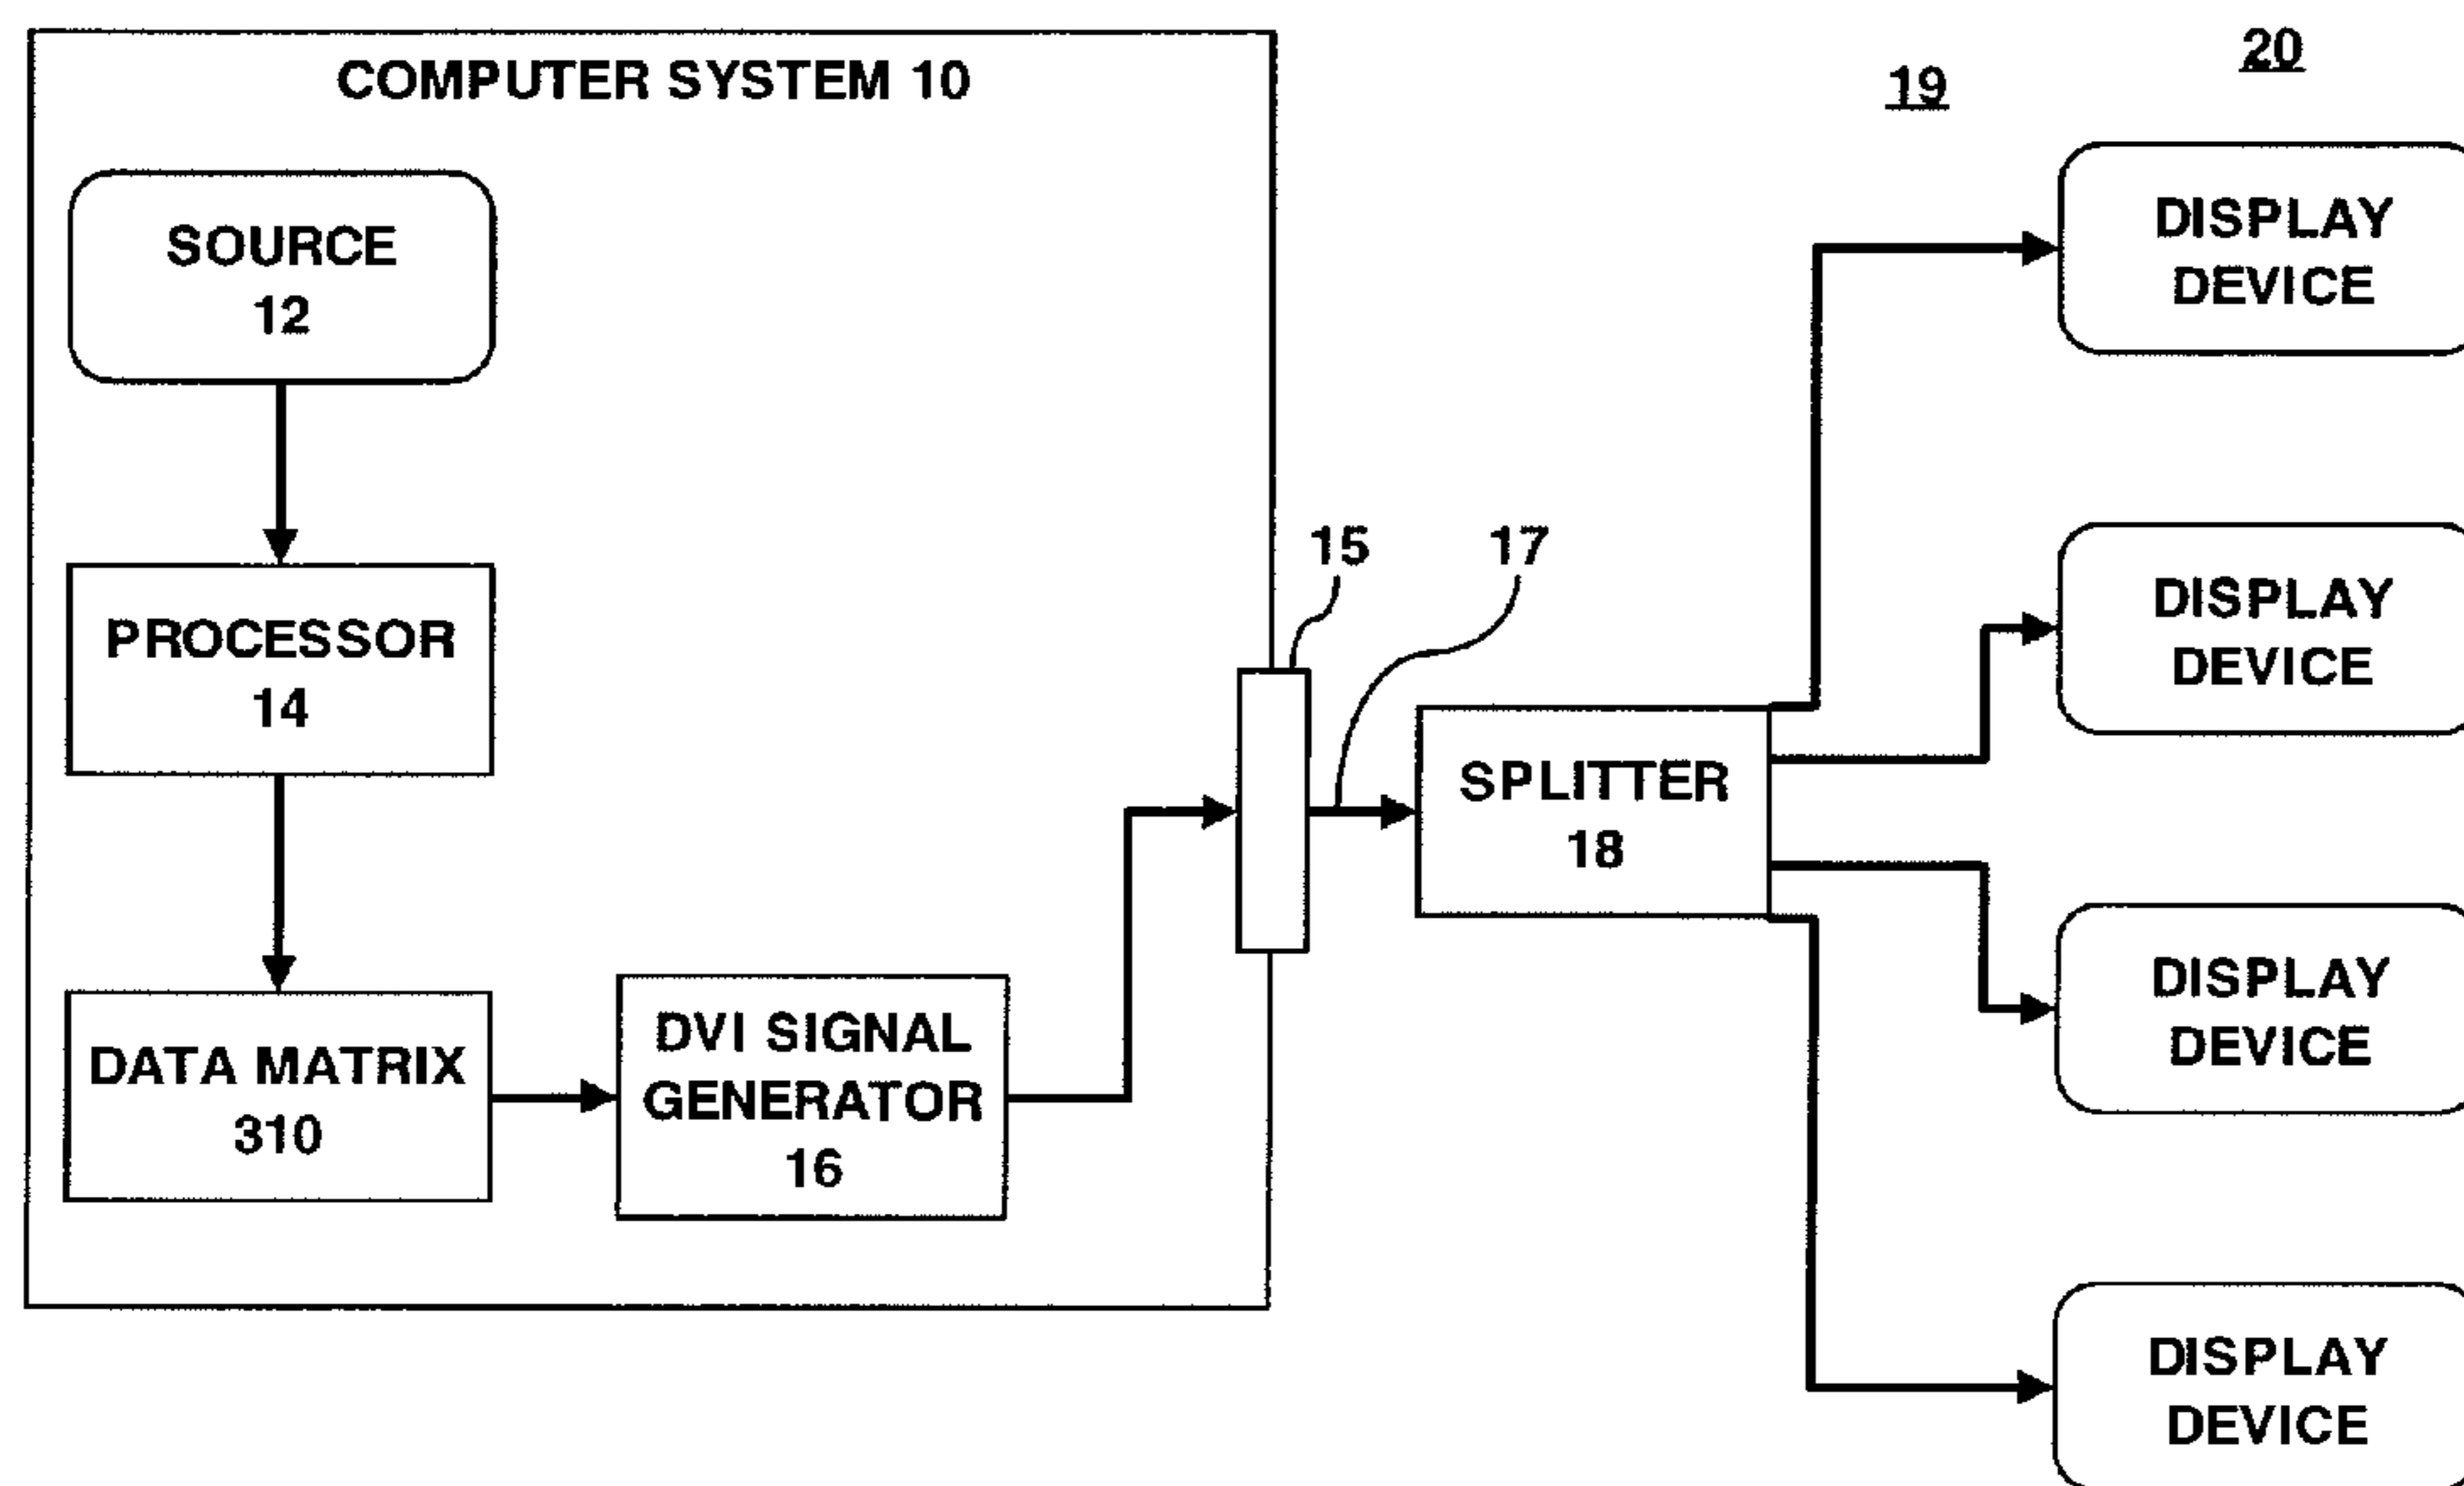 COMPUTER SYSTEM 10
19
20
SOURCE
12
PROCESSOR
14
DATA MATRIX
310
DVI SIGNAL
GENERATOR
16
15
17
SPLITTER
18
DISPLAY
DEVICE
DISPLAY
DEVICE
DISPLAY
DEVICE
DISPLAY
DEVICE